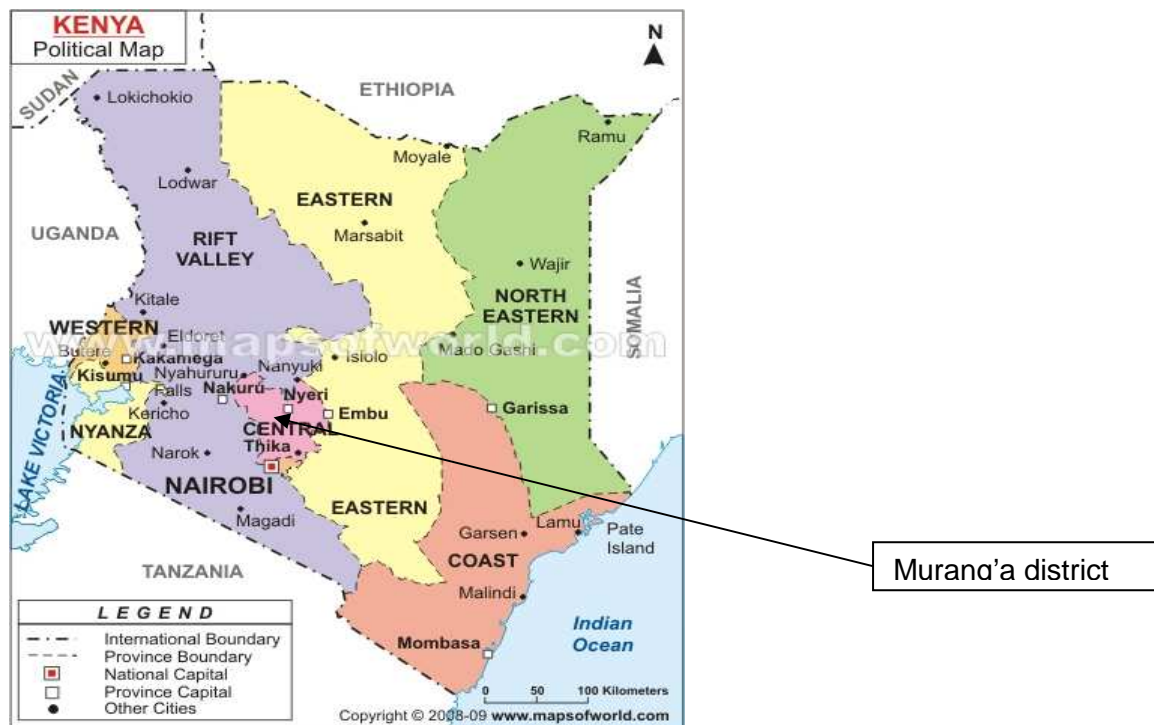 KENYA
Political Map
N
SUDAN
ETHIOPIA
Lokichokio
Ramu
Moyale
Lodwar
EASTERN
UGANDA
Marsabit
RIFT
VALLEY
Wajir
SOMALIA
Kitale
NORTH
EASTERN
WESTERN
Eldoret
www.mapsofworld.com
Butere
Kakamega
Isiolo
Mado Gashi
Kisumu
Nyahururu
Falls
Nanyuki
Nakuru
Nyeri
Embu
Garissa
Kericho
LAKE VICTORIA
NYANZA
CENTRAL
Thika
Narok
NAIROBI
EASTERN
Magadi
Garsen
Lamu
Pate
Island
COAST
TANZANIA
Malindi
Murang'a district
Indian
Ocean
Mombasa
LEGEND
International Boundary
Province Boundary
National Capital
Province Capital
Other Cities
0 50 100 Kilometers
Copyright © 2008-09 www.mapsofworld.com